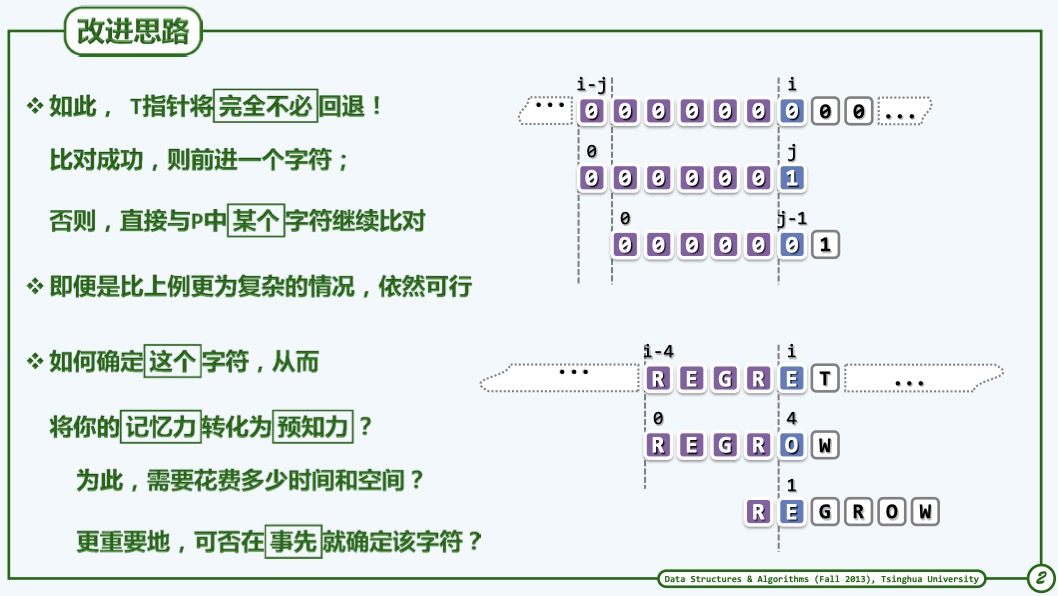 改进思路
❖ 如此， T指针将 完全不必 回退！
比对成功，则前进一个字符；
否则，直接与P中 某个 字符继续比对
❖ 即便是比上例更为复杂的情况，依然可行
❖ 如何确定 这个 字符，从而
将你的 记忆力 转化为 预知力 ？
为此，需要花费多少时间和空间？
更重要地，可否在 事先 就确定该字符？
i-j i
... 0 0 0 0 0 0 0 0 0 ...
0 j
0 0 0 0 0 0 1
0 j-1
0 0 0 0 0 0 1
i-4 i
... R E G R E T ...
0 4
R E G R O W
1
R E G R O W
Data Structures & Algorithms (Fall 2013), Tsinghua University
2